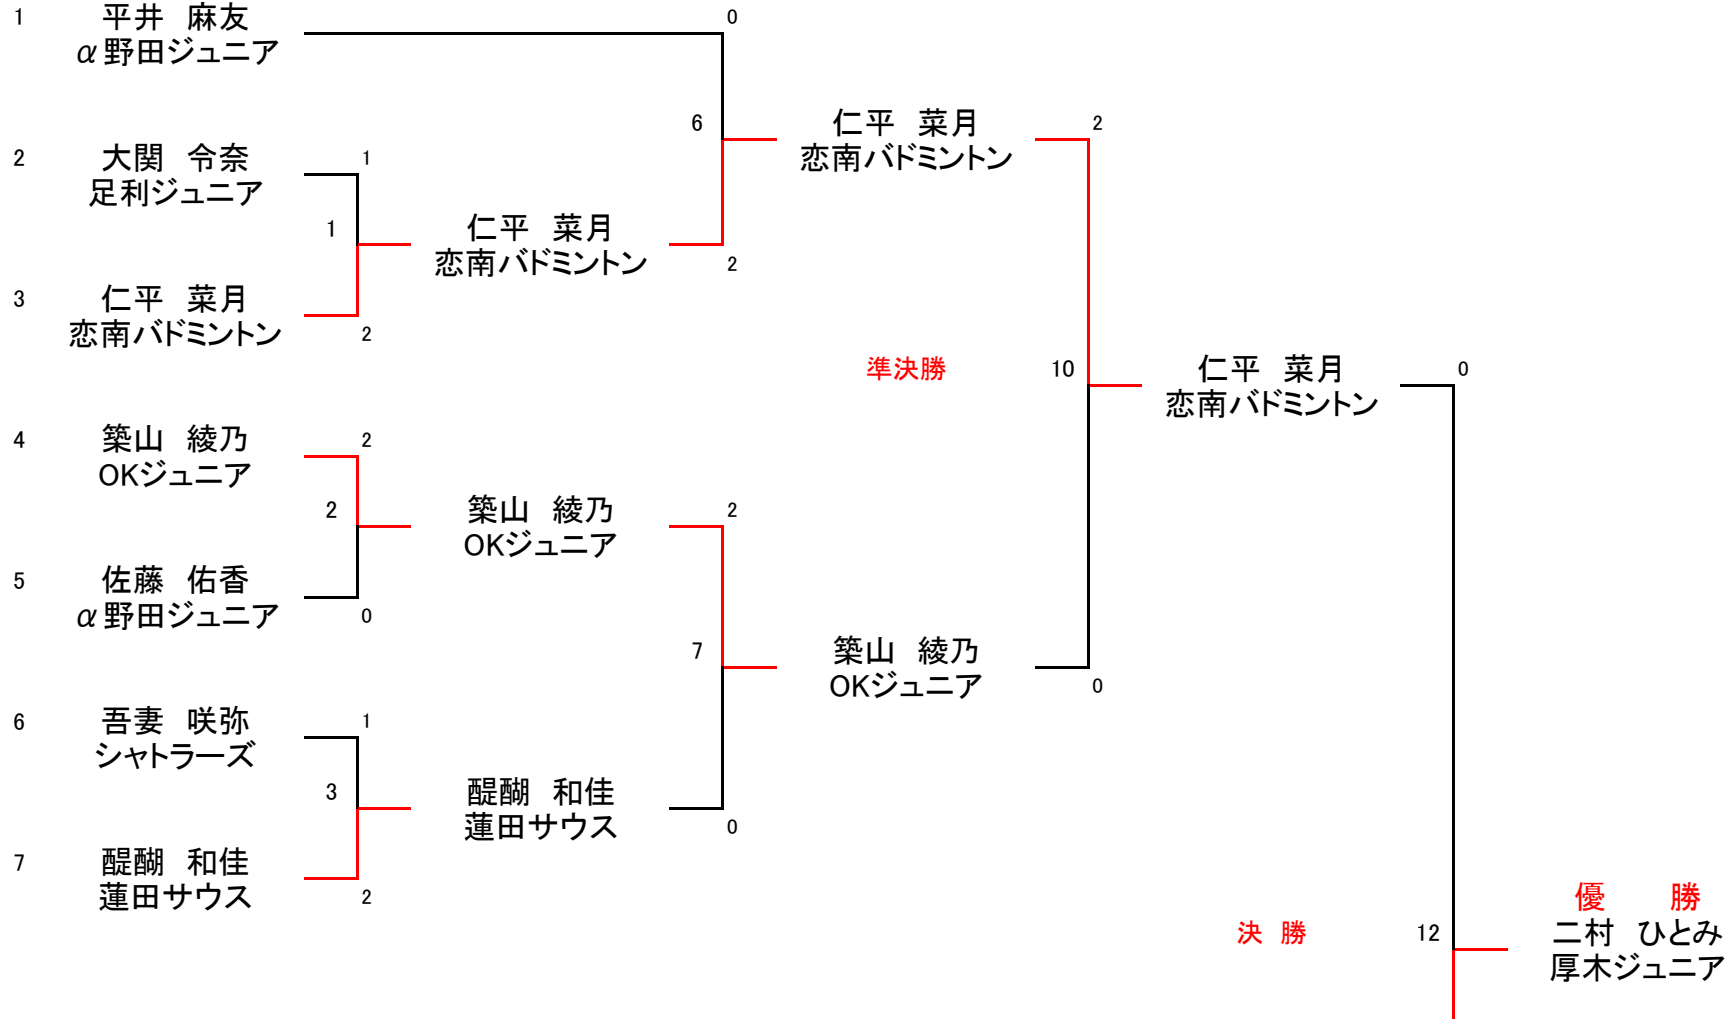 1
平井　麻友
α野田ジュニア
0
6
仁平　菜月
恋南バドミントン
2
2
大関　令奈
足利ジュニア
1
1
仁平　菜月
恋南バドミントン
2
3
仁平　菜月
恋南バドミントン
2
準決勝
10
仁平　菜月
恋南バドミントン
0
4
築山　綾乃
OKジュニア
2
2
築山　綾乃
OKジュニア
2
5
佐藤　佑香
α野田ジュニア
0
7
築山　綾乃
OKジュニア
0
6
吾妻　咲弥
シャトラーズ
1
3
醍醐　和佳
蓮田サウス
0
7
醍醐　和佳
蓮田サウス
2
決　勝
12
優　　勝
二村　ひとみ
厚木ジュニア